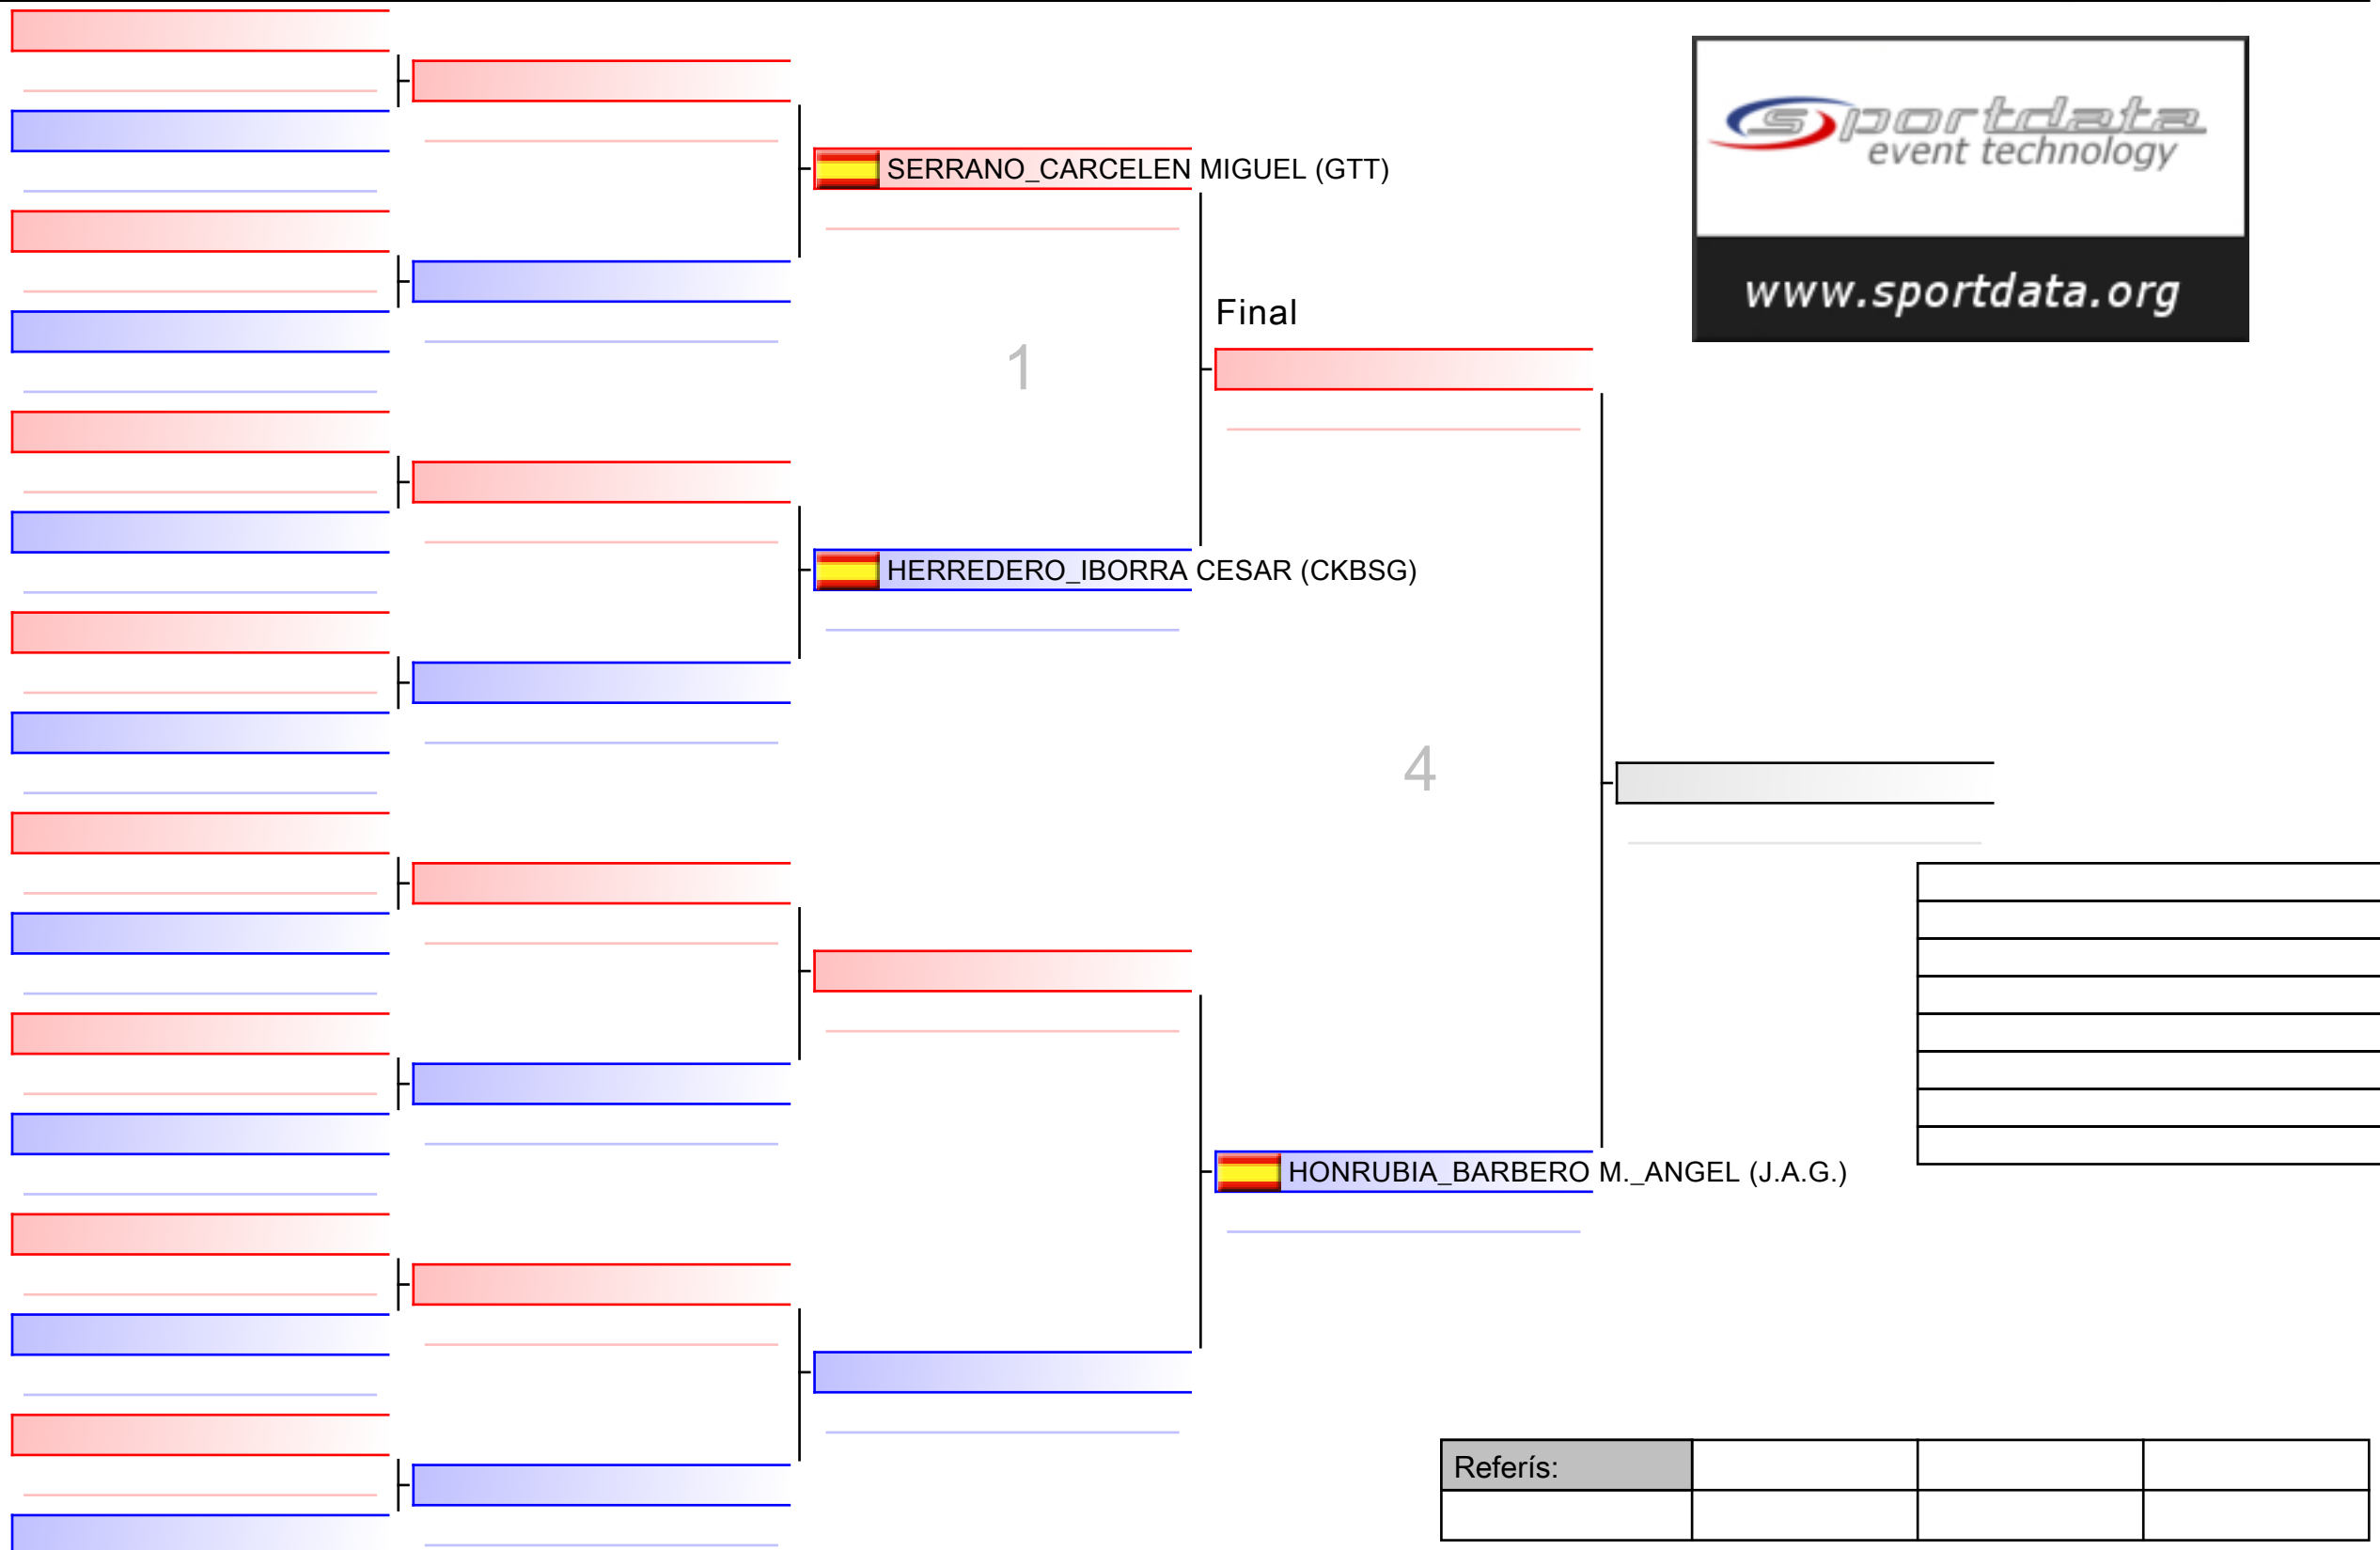 sportdata
event technology
www.sportdata.org
SERRANO_CARCELEN MIGUEL (GTT)
Final
1
HERREDERO_IBORRA CESAR (CKBSG)
4
HONRUBIA_BARBERO M._ANGEL (J.A.G.)
Referís: